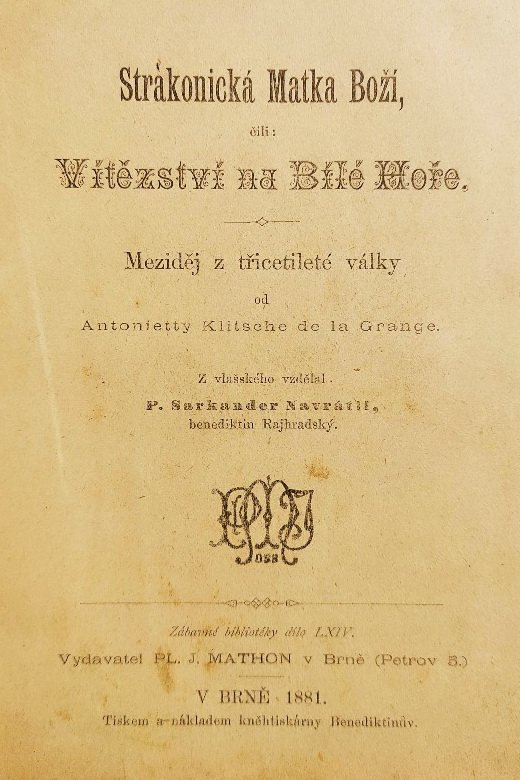 Strakonická Matka Boží,
čili:
Vítězství na Bílé Hoře.
Meziděj z třicetileté války
od
Antonietty Klitsche de la Grange.
Z vlašského vzdělal
P. Sarkander Navrátil,
benediktin Rajhradský.
OSB
Zábavné bibliotéky dílo LXIV.
Vydavatel PL. J. MATHON v Brně (Petrov 5.)
V BRNĚ 1881.
Tiskem a nákladem kněhtiskárny Benediktinův.